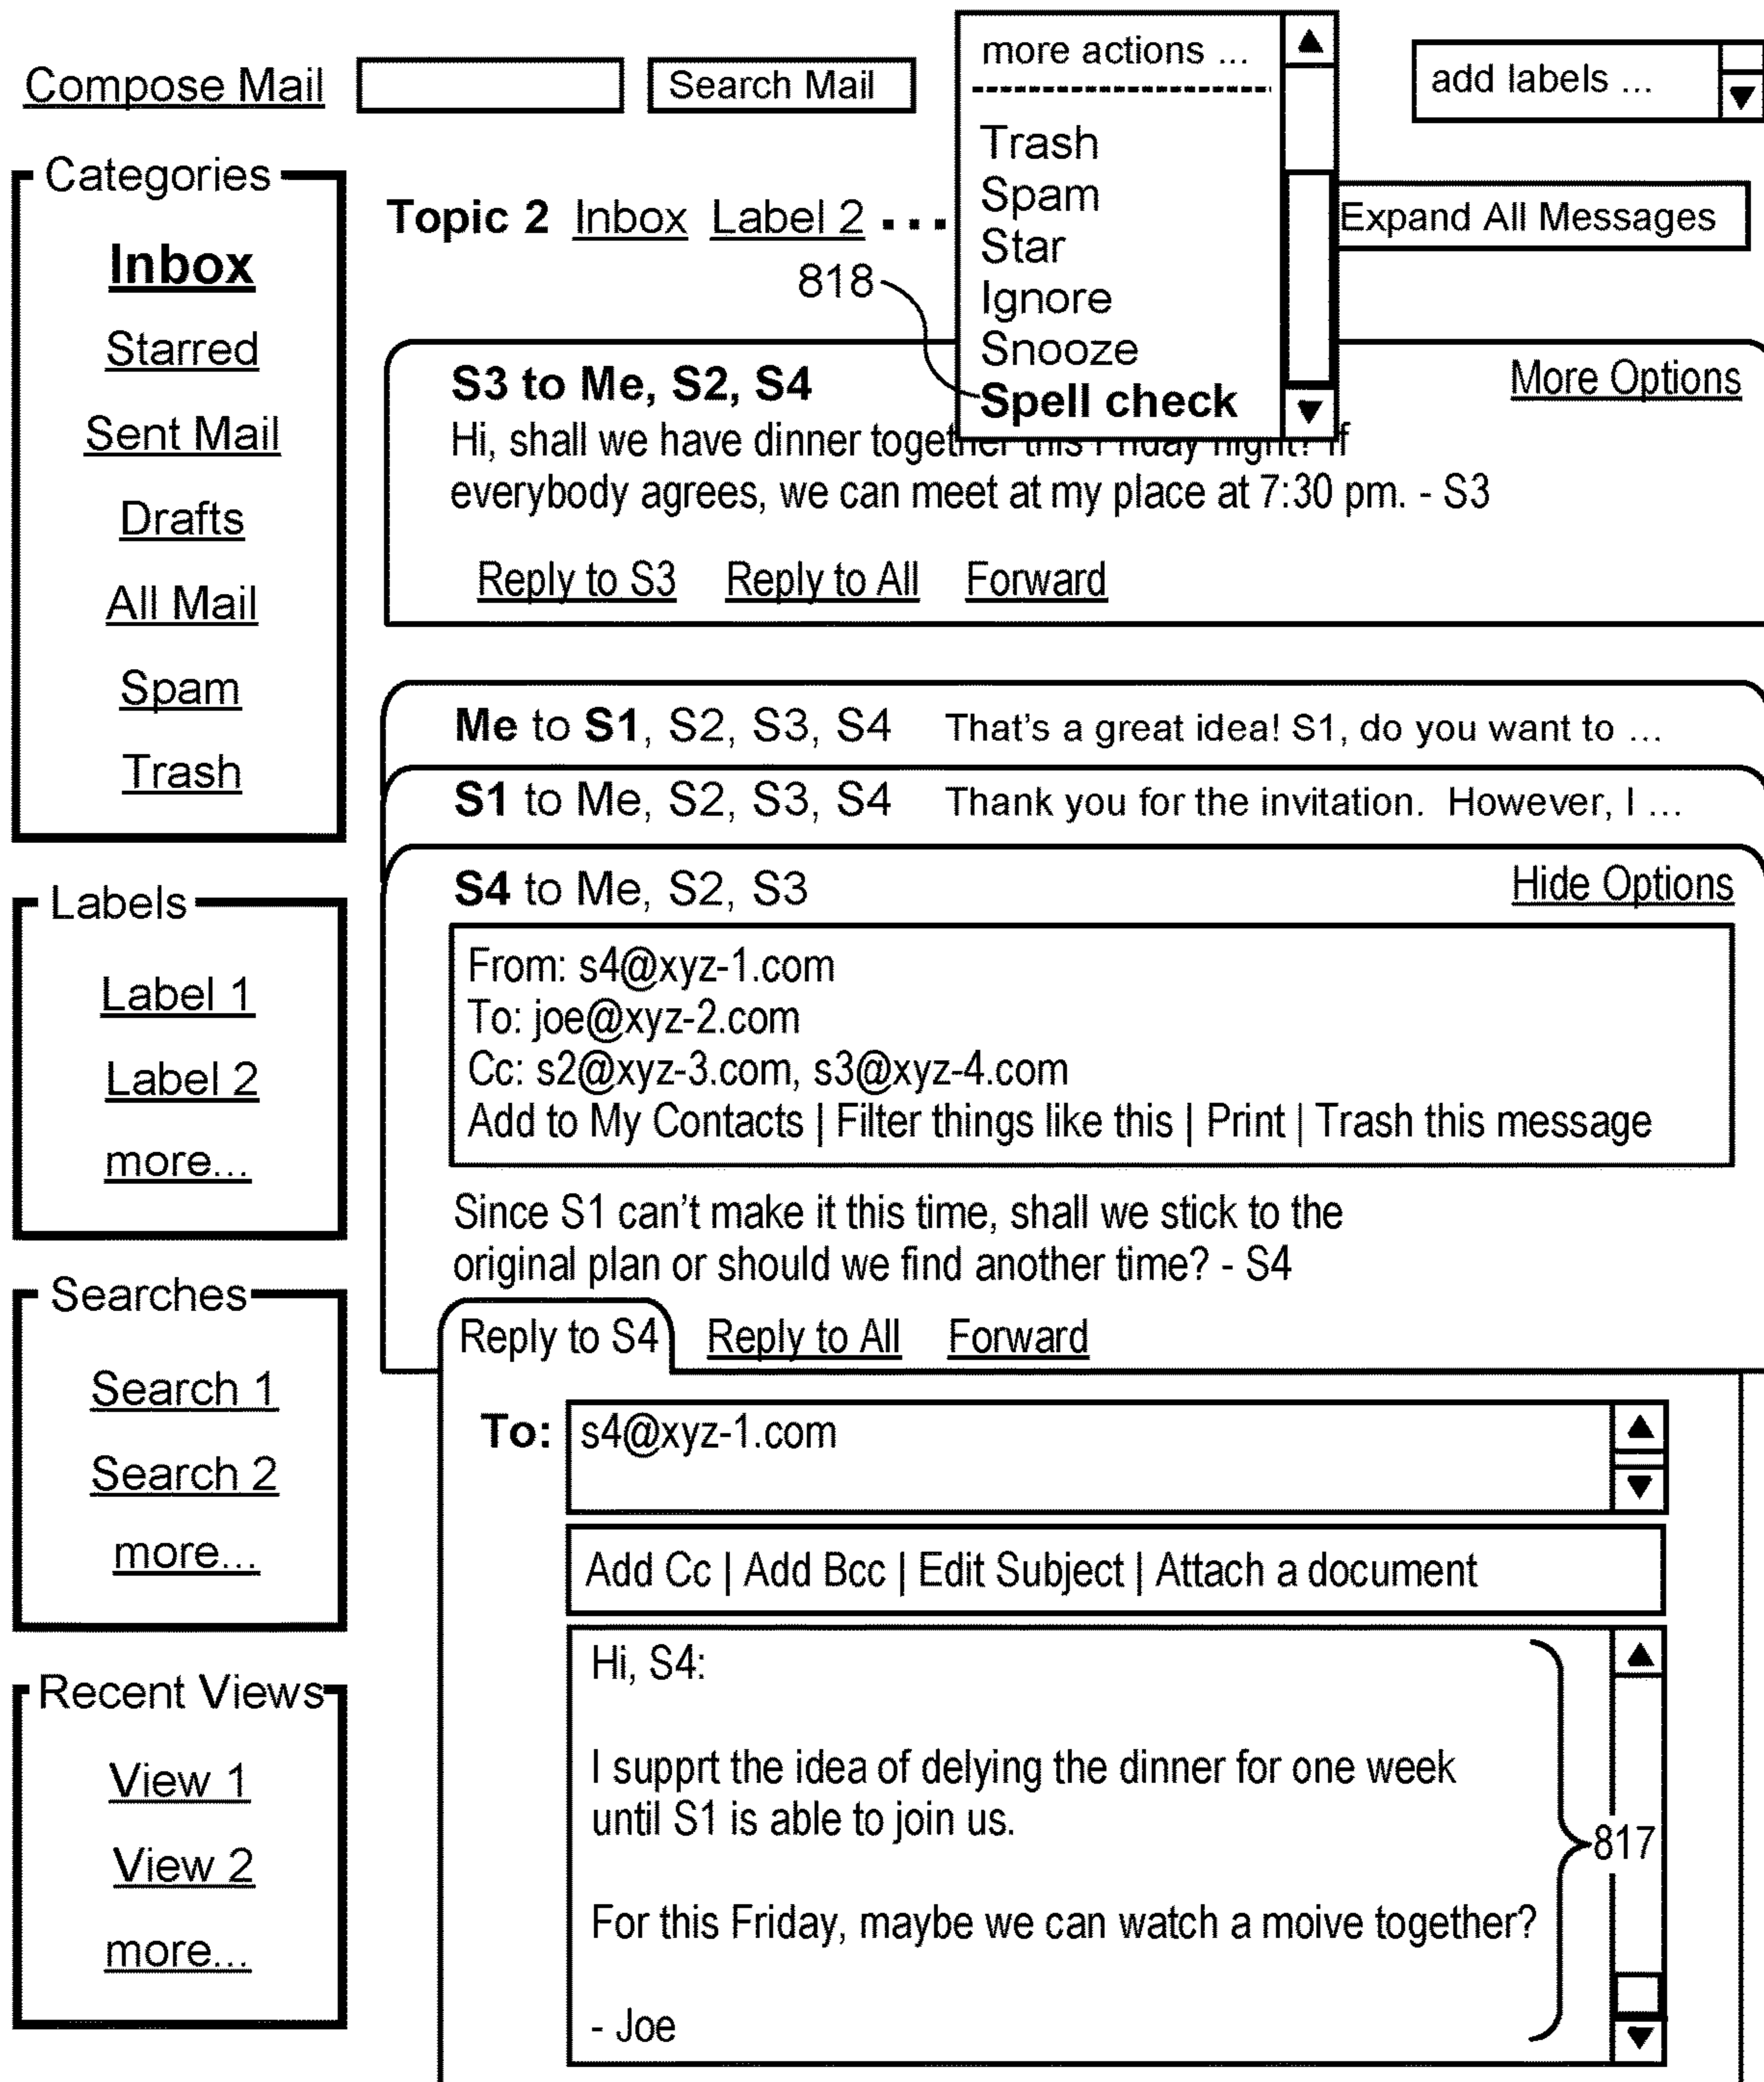 Compose Mail
Search Mail
more actions ...
Trash
Spam
Star
Ignore
Snooze
Spell check
add labels ...
818
Categories
Inbox
Starred
Sent Mail
Drafts
All Mail
Spam
Trash
Labels
Label 1
Label 2
more...
Searches
Search 1
Search 2
more...
Recent Views
View 1
View 2
more...
Topic 2 Inbox Label 2 ...
Expand All Messages
S3 to Me, S2, S4
More Options
Hi, shall we have dinner together this Friday night? If
everybody agrees, we can meet at my place at 7:30 pm. - S3
Reply to S3 Reply to All Forward
Me to S1, S2, S3, S4 That's a great idea! S1, do you want to ...
S1 to Me, S2, S3, S4 Thank you for the invitation. However, I ...
S4 to Me, S2, S3
Hide Options
From: s4@xyz-1.com
To: joe@xyz-2.com
Cc: s2@xyz-3.com, s3@xyz-4.com
Add to My Contacts | Filter things like this | Print | Trash this message
Since S1 can't make it this time, shall we stick to the
original plan or should we find another time? - S4
Reply to S4 Reply to All Forward
To: s4@xyz-1.com
Add Cc | Add Bcc | Edit Subject | Attach a document
Hi, S4:
I supprt the idea of delying the dinner for one week
until S1 is able to join us.
For this Friday, maybe we can watch a moive together?
- Joe
817